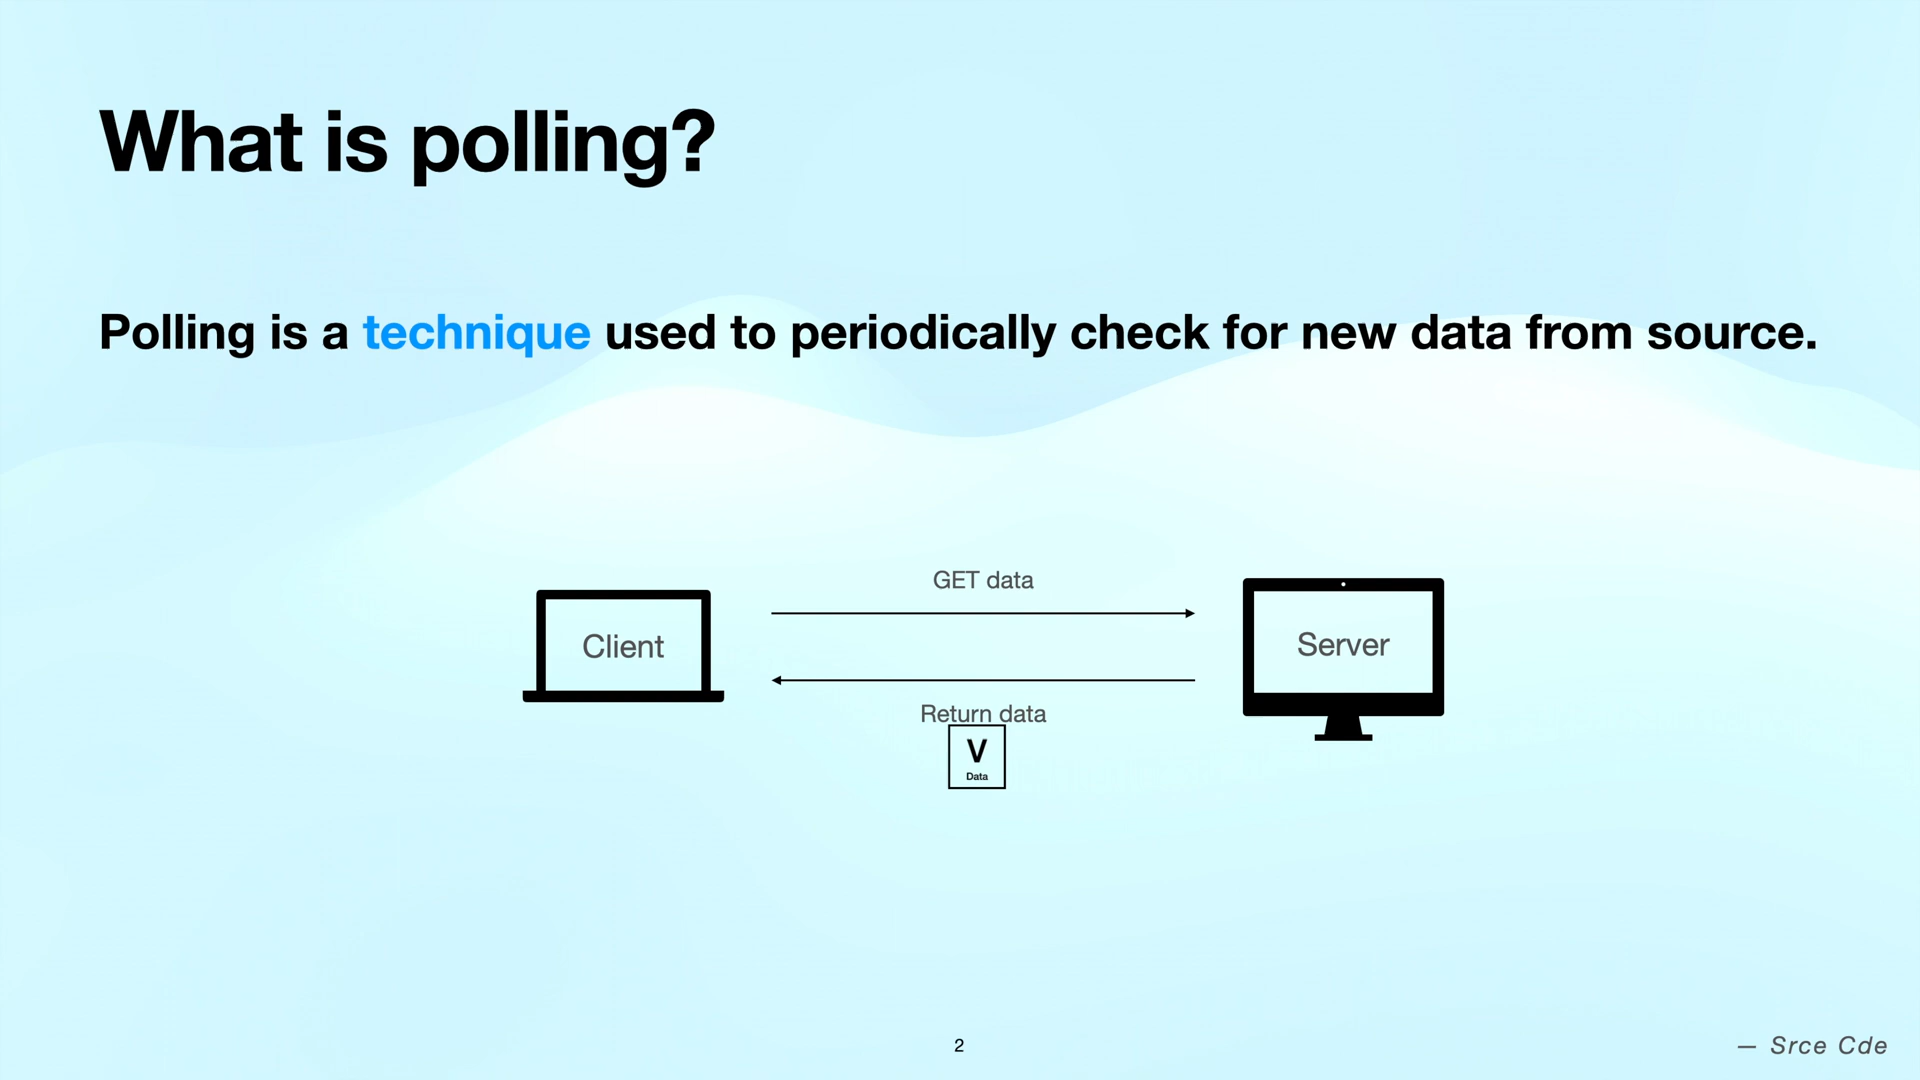 What is polling?
Polling is a technique used to periodically check for new data from source.
GET data
Client
Server
Return data
V
Data
2
— Srce Cde